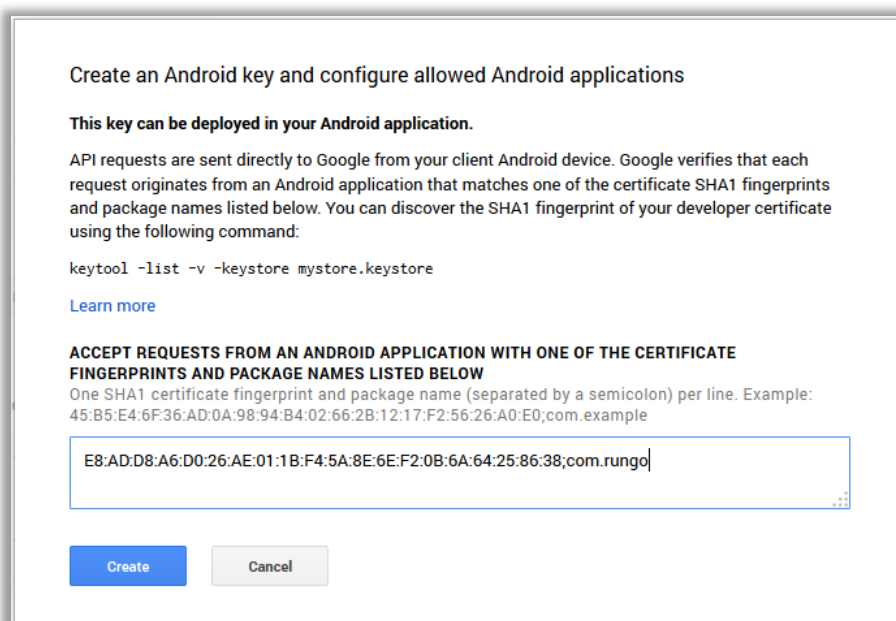 Create an Android key and configure allowed Android applications
This key can be deployed in your Android application.
API requests are sent directly to Google from your client Android device. Google verifies that each
request originates from an Android application that matches one of the certificate SHA1 fingerprints
and package names listed below. You can discover the SHA1 fingerprint of your developer certificate
using the following command:
keytool -list -v -keystore mystore.keystore
Learn more
ACCEPT REQUESTS FROM AN ANDROID APPLICATION WITH ONE OF THE CERTIFICATE
FINGERPRINTS AND PACKAGE NAMES LISTED BELOW
One SHA1 certificate fingerprint and package name (separated by a semicolon) per line. Example:
45:B5:E4:6F:36:AD:0A:98:94:B4:02:66:2B:12:17:F2:56:26:A0:E0;com.example
E8:AD:D8:A6:D0:26:AE:01:1B:F4:5A:8E:6E:F2:0B:6A:64:25:86:38;com.rungo
Create
Cancel